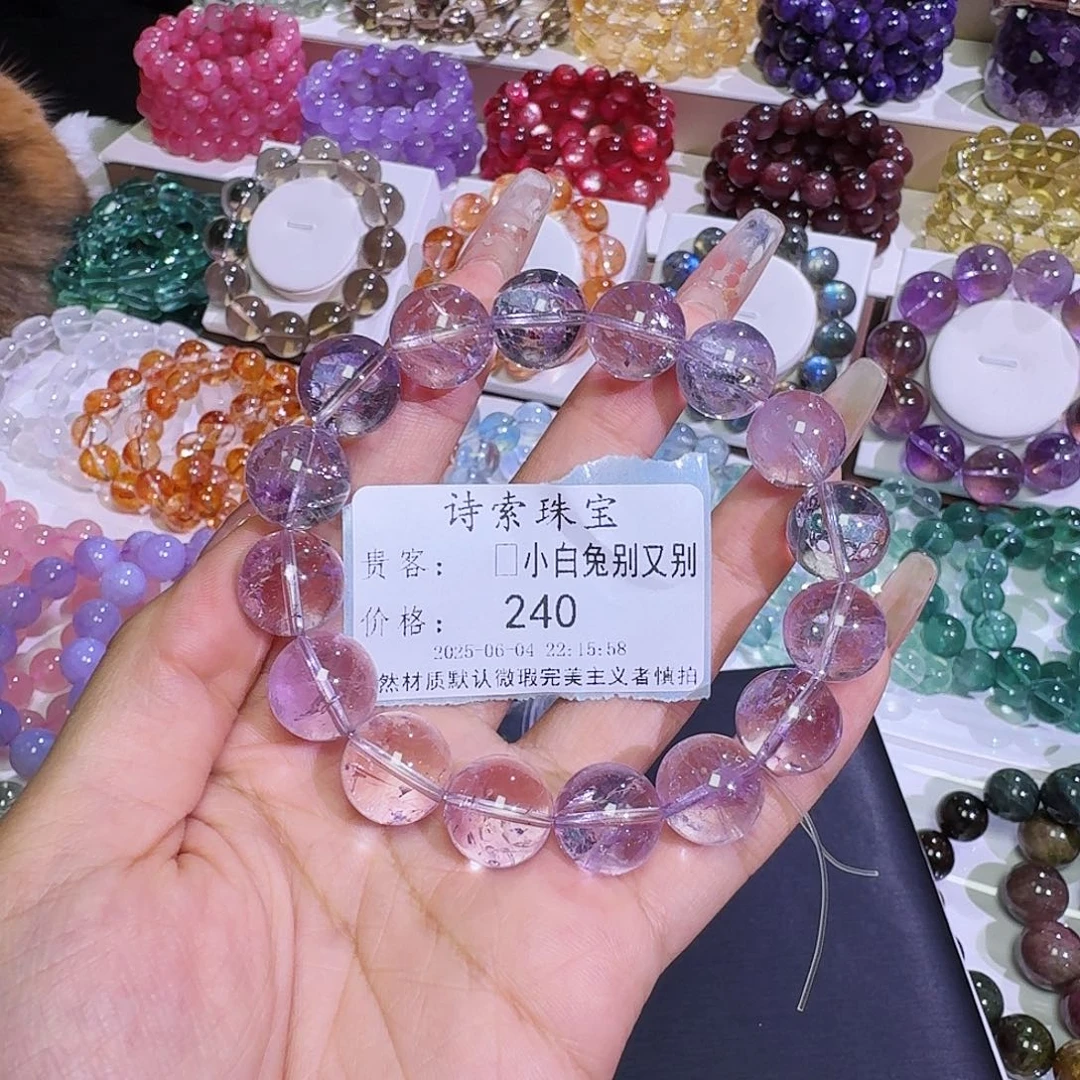 诗索珠宝
贵客： □小白兔别又别
价格： 240
2025-06-04 22:15:58
然材质默认微瑕完美主义者慎拍